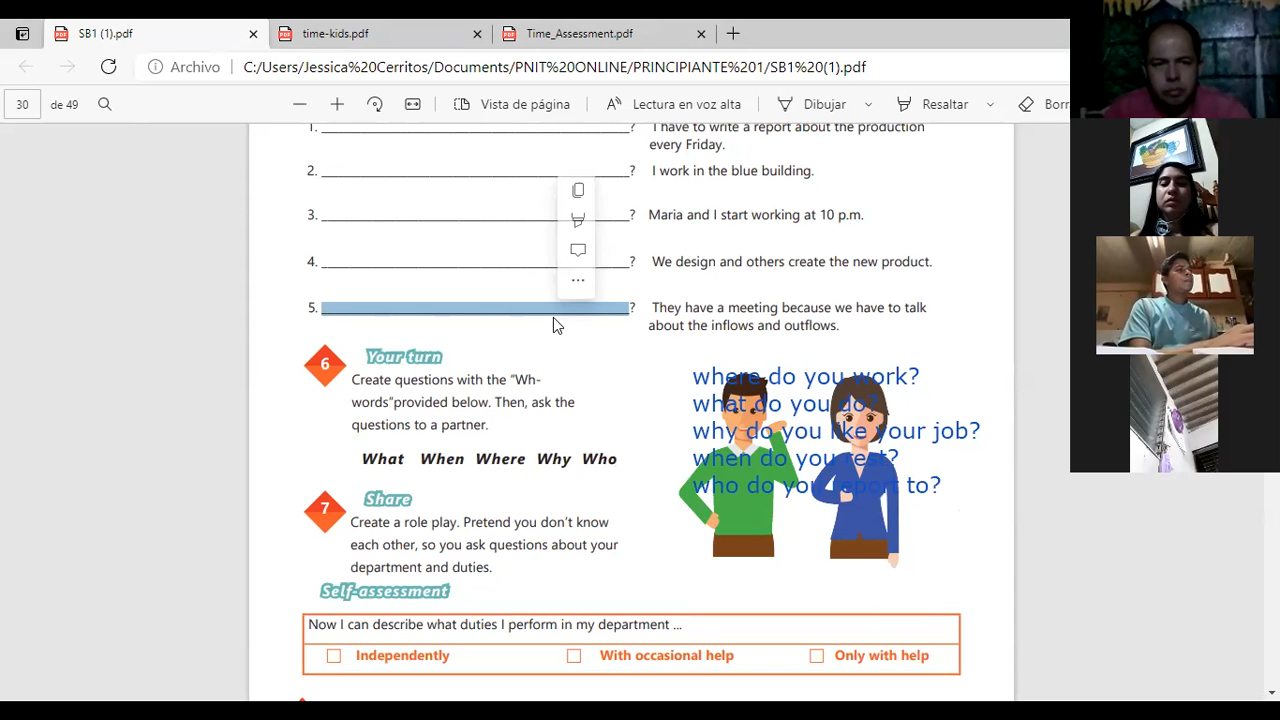 SB1 (1).pdf
time-kids.pdf
Time_Assessment.pdf
Archivo C:/Users/Jessica%20Cerritos/Documents/PNIT%20ONLINE/PRINCIPIANTE%201/SB1%20(1).pdf
30 de 49 Vista de página Lectura en voz alta Dibujar Resaltar Borr
1. ? I have to write a report about the production
every Friday.
2. ? I work in the blue building.
3. ? Maria and I start working at 10 p.m.
4. ? We design and others create the new product.
5. ? They have a meeting because we have to talk
about the inflows and outflows.
6 Your turn
Create questions with the "Wh-
words"provided below. Then, ask the
questions to a partner.
What When Where Why Who
where do you work?
what do you do?
why do you like your job?
when do you rest?
who do you report to?
7 Share
Create a role play. Pretend you don't know
each other, so you ask questions about your
department and duties.
Self-assessment
Now I can describe what duties I perform in my department ...
Independently With occasional help Only with help